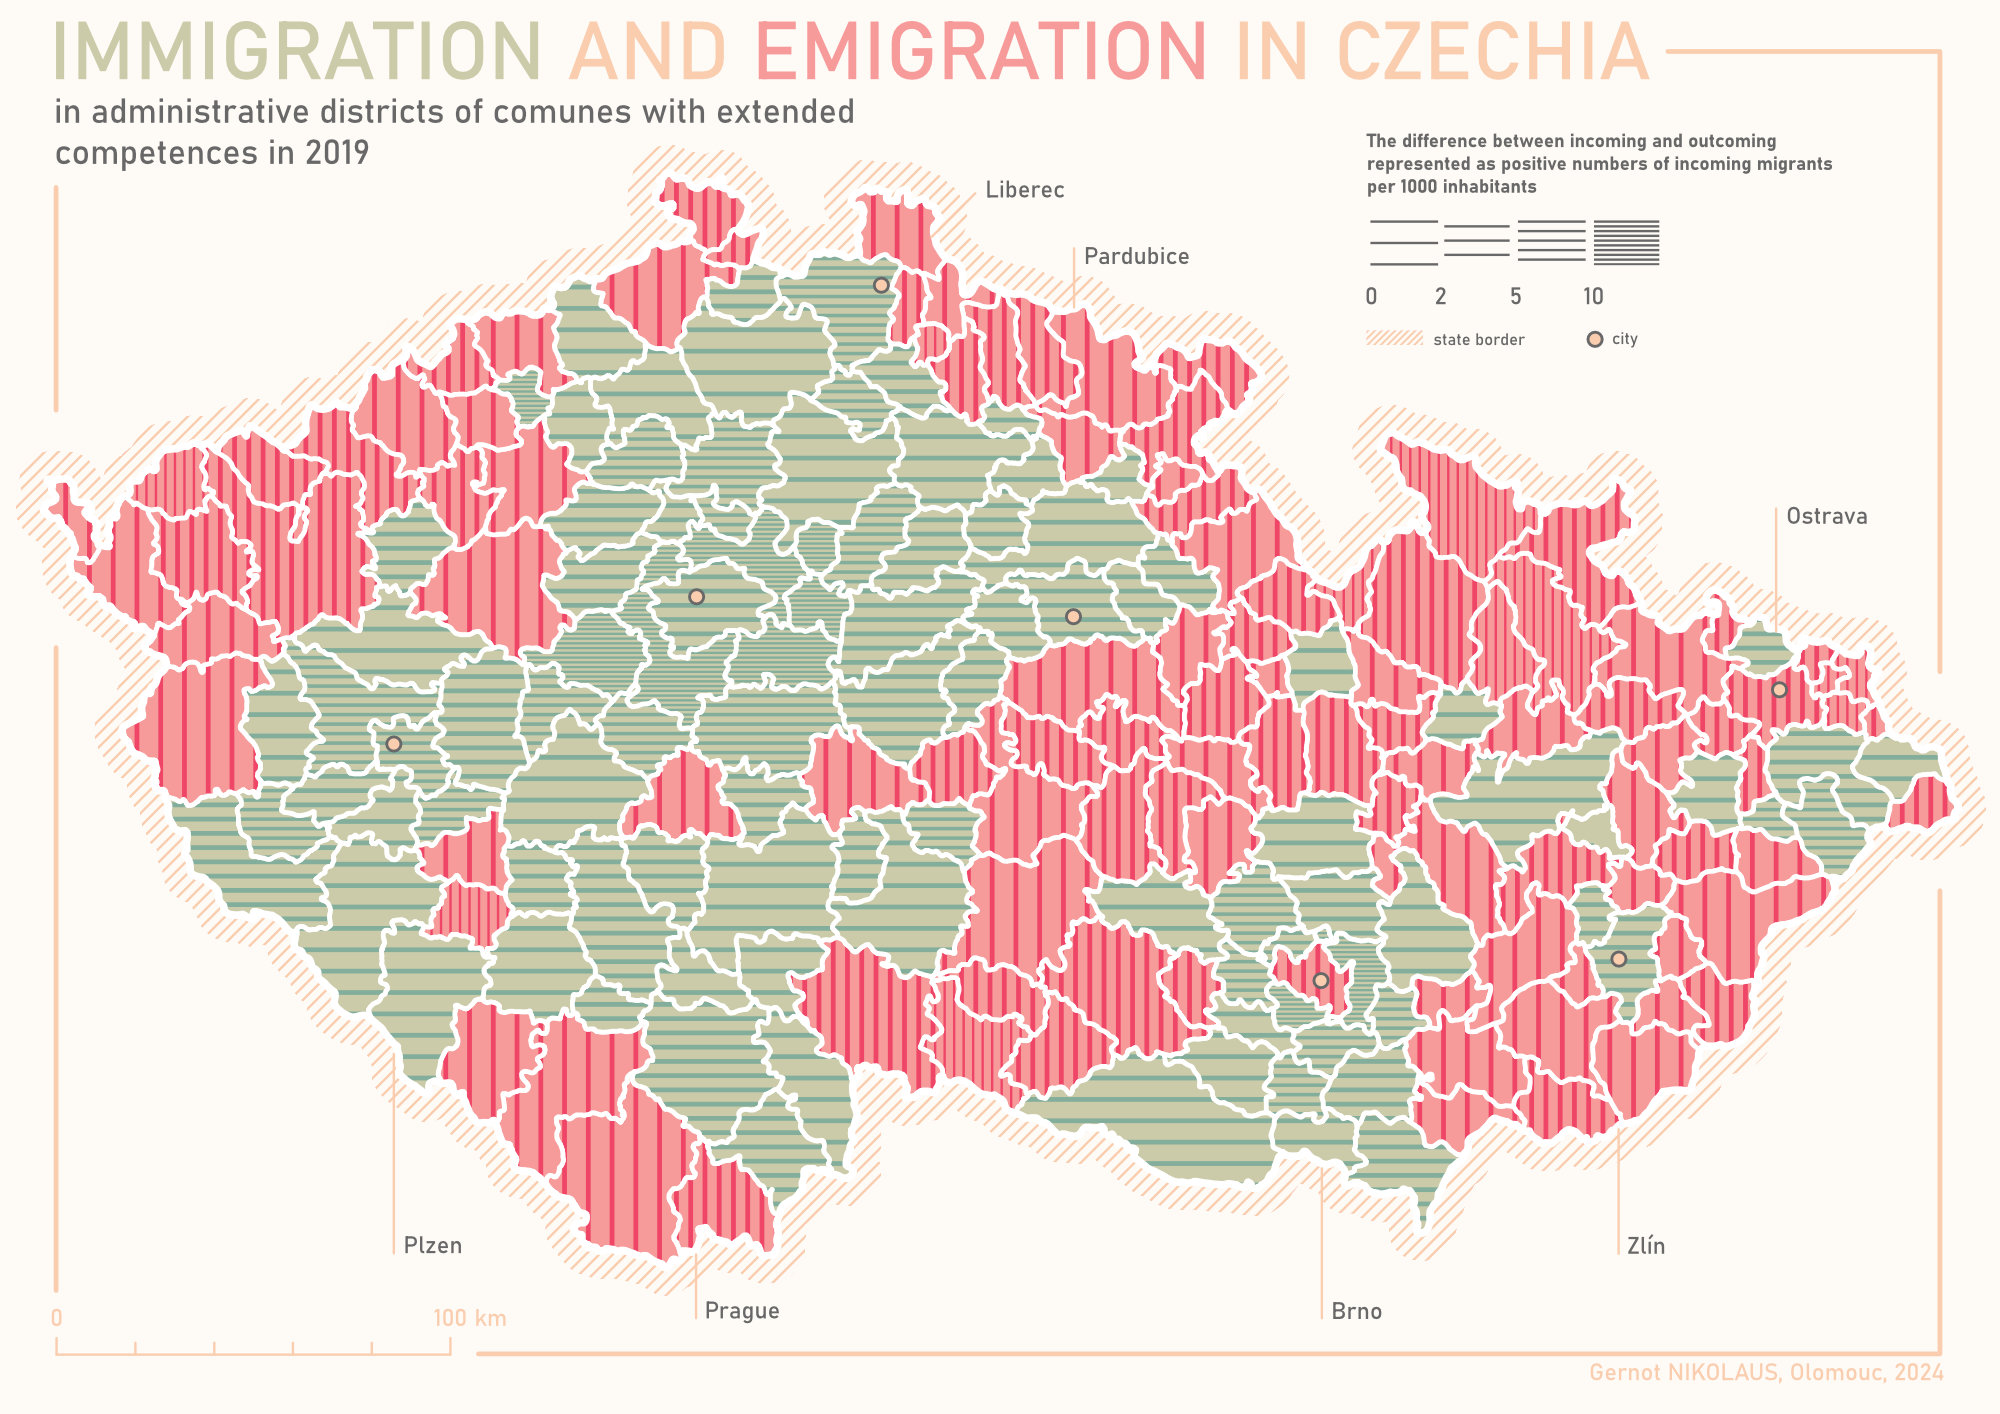 IMMIGRATION AND EMIGRATION IN CZECHIA
in administrative districts of comunes with extended
competences in 2019
The difference between incoming and outcoming
represented as positive numbers of incoming migrants
per 1000 inhabitants
0 2 5 10
state border
city
Liberec
Pardubice
Ostrava
Plzen
Zlín
Prague
Brno
0 100 km
Gernot NIKOLAUS, Olomouc, 2024